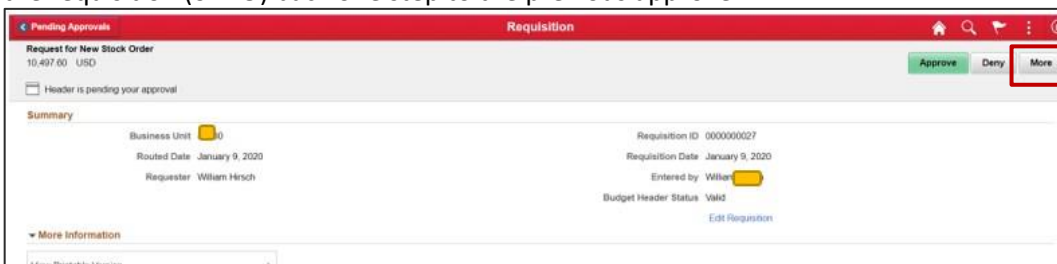 Pending Approvals Requisition
Request for New Stock Order
10,497.60 USD
Approve Deny More
Header is pending your approval
Summary
Business Unit
Requisition ID 0000000027
Routed Date January 9, 2020
Requisition Date January 9, 2020
Requester William Hirsch
Entered by
Budget Header Status Valid
Edit Requisition
More Information